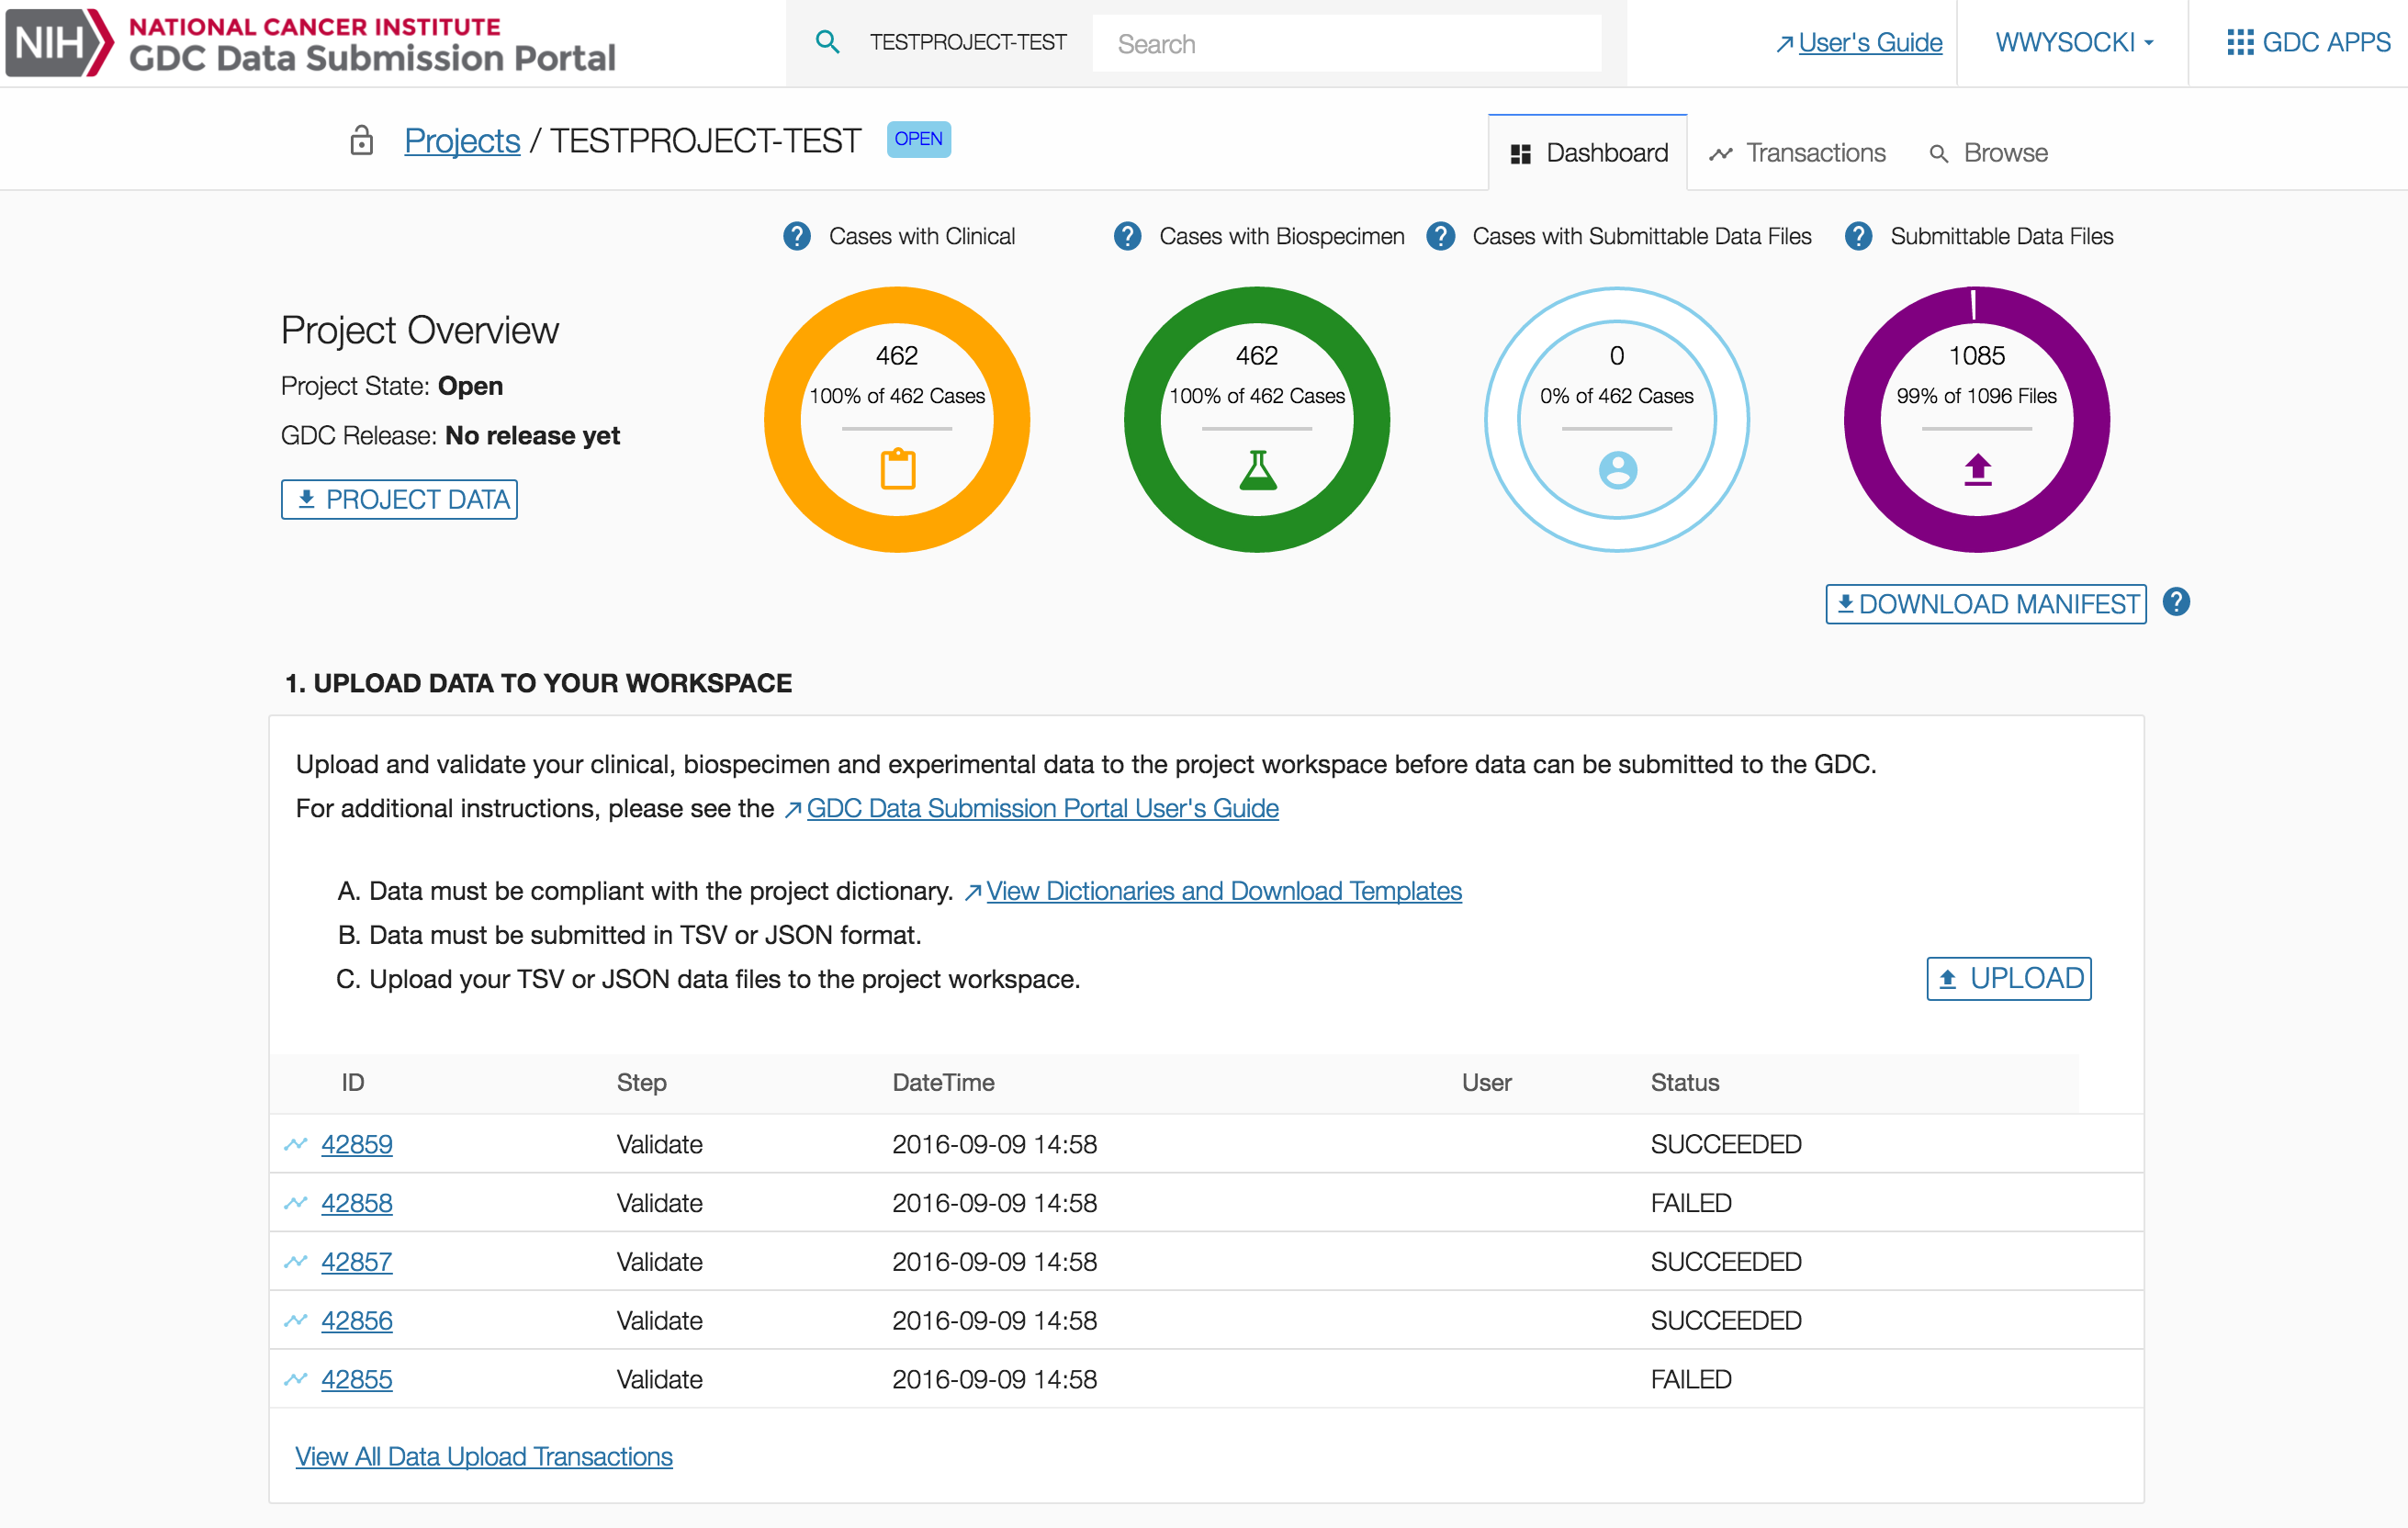 NIH NATIONAL CANCER INSTITUTE
GDC Data Submission Portal
TESTPROJECT-TEST
Search
User's Guide
WWYSOCKI
GDC APPS
Projects / TESTPROJECT-TEST OPEN
Dashboard
Transactions
Browse
? Cases with Clinical
? Cases with Biospecimen
? Cases with Submittable Data Files
? Submittable Data Files
Project Overview
Project State: Open
GDC Release: No release yet
PROJECT DATA
462
100% of 462 Cases
462
100% of 462 Cases
0
0% of 462 Cases
1085
99% of 1096 Files
DOWNLOAD MANIFEST ?
1. UPLOAD DATA TO YOUR WORKSPACE
Upload and validate your clinical, biospecimen and experimental data to the project workspace before data can be submitted to the GDC.
For additional instructions, please see the GDC Data Submission Portal User's Guide
A. Data must be compliant with the project dictionary. View Dictionaries and Download Templates
B. Data must be submitted in TSV or JSON format.
C. Upload your TSV or JSON data files to the project workspace.
UPLOAD
ID Step DateTime User Status
42859 Validate 2016-09-09 14:58 SUCCEEDED
42858 Validate 2016-09-09 14:58 FAILED
42857 Validate 2016-09-09 14:58 SUCCEEDED
42856 Validate 2016-09-09 14:58 SUCCEEDED
42855 Validate 2016-09-09 14:58 FAILED
View All Data Upload Transactions